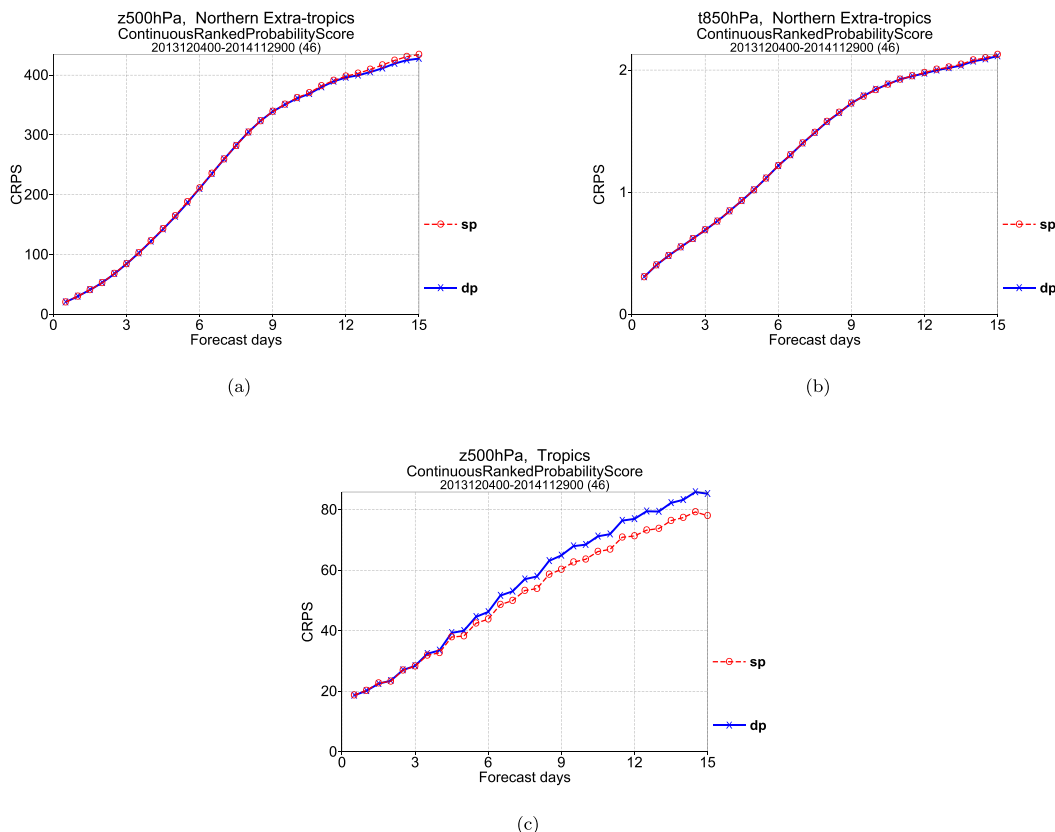 z500hPa, Northern Extra-tropics
ContinuousRankedProbabilityScore
2013120400-2014112900 (46)
400
300
200
100
0
CRPS
0 3 6 9 12 15
Forecast days
sp
dp
(a)
t850hPa, Northern Extra-tropics
ContinuousRankedProbabilityScore
2013120400-2014112900 (46)
2
1
0
CRPS
0 3 6 9 12 15
Forecast days
sp
dp
(b)
z500hPa, Tropics
ContinuousRankedProbabilityScore
2013120400-2014112900 (46)
80
60
40
20
0
CRPS
0 3 6 9 12 15
Forecast days
sp
dp
(c)